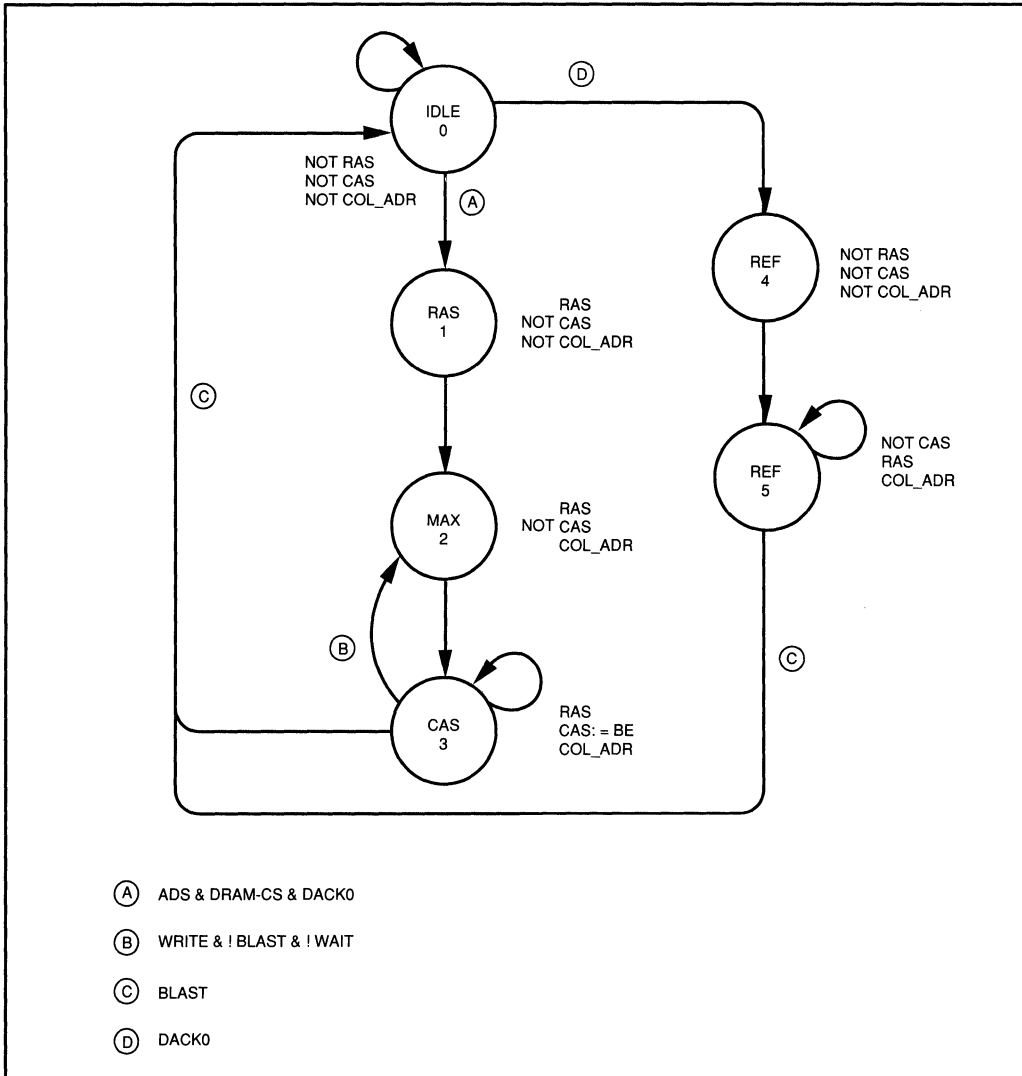 D
IDLE
0
NOT RAS
NOT CAS
NOT COL_ADR
A
REF
4
NOT RAS
NOT CAS
NOT COL_ADR
RAS
1
RAS
NOT CAS
NOT COL_ADR
C
REF
5
NOT CAS
RAS
COL_ADR
MAX
2
RAS
NOT CAS
COL_ADR
B
C
CAS
3
RAS
CAS: = BE
COL_ADR
A ADS & DRAM-CS & DACK0
B WRITE & ! BLAST & ! WAIT
C BLAST
D DACK0